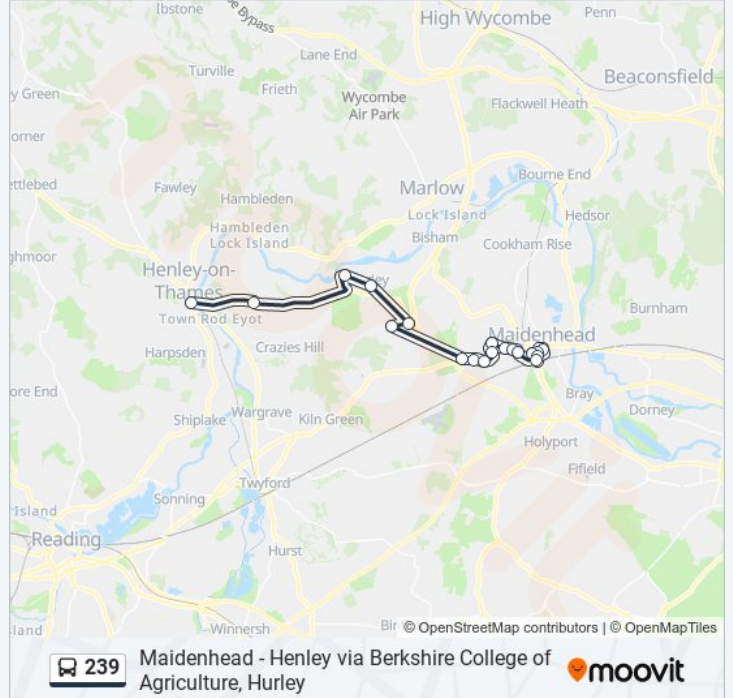 Ibstone
e Bypass
High Wycombe
Penn
Lane End
Turville
Beaconsfield
y Green
Frieth
Wycombe
Air Park
Flackwell Heath
orner
ettlebed
Fawley
Marlow
Bourne End
Hambleden
Lock Island
Hedsor
Hambleden
Lock Island
Bisham
Cookham Rise
ghmoor
Henley-on-
Thames
ley
Town Rod Eyot
Burnham
Maidenhead
Harpsden
Crazies Hill
ore End
Bray
Dorney
Shiplake
Wargrave
Kiln Green
Holyport
Fifield
Twyford
Sonning
Island
Reading
Hurst
Winnersh
Bir
sland
© OpenStreetMap contributors | © OpenMapTiles
239
Maidenhead - Henley via Berkshire College of
Agriculture, Hurley
moovit